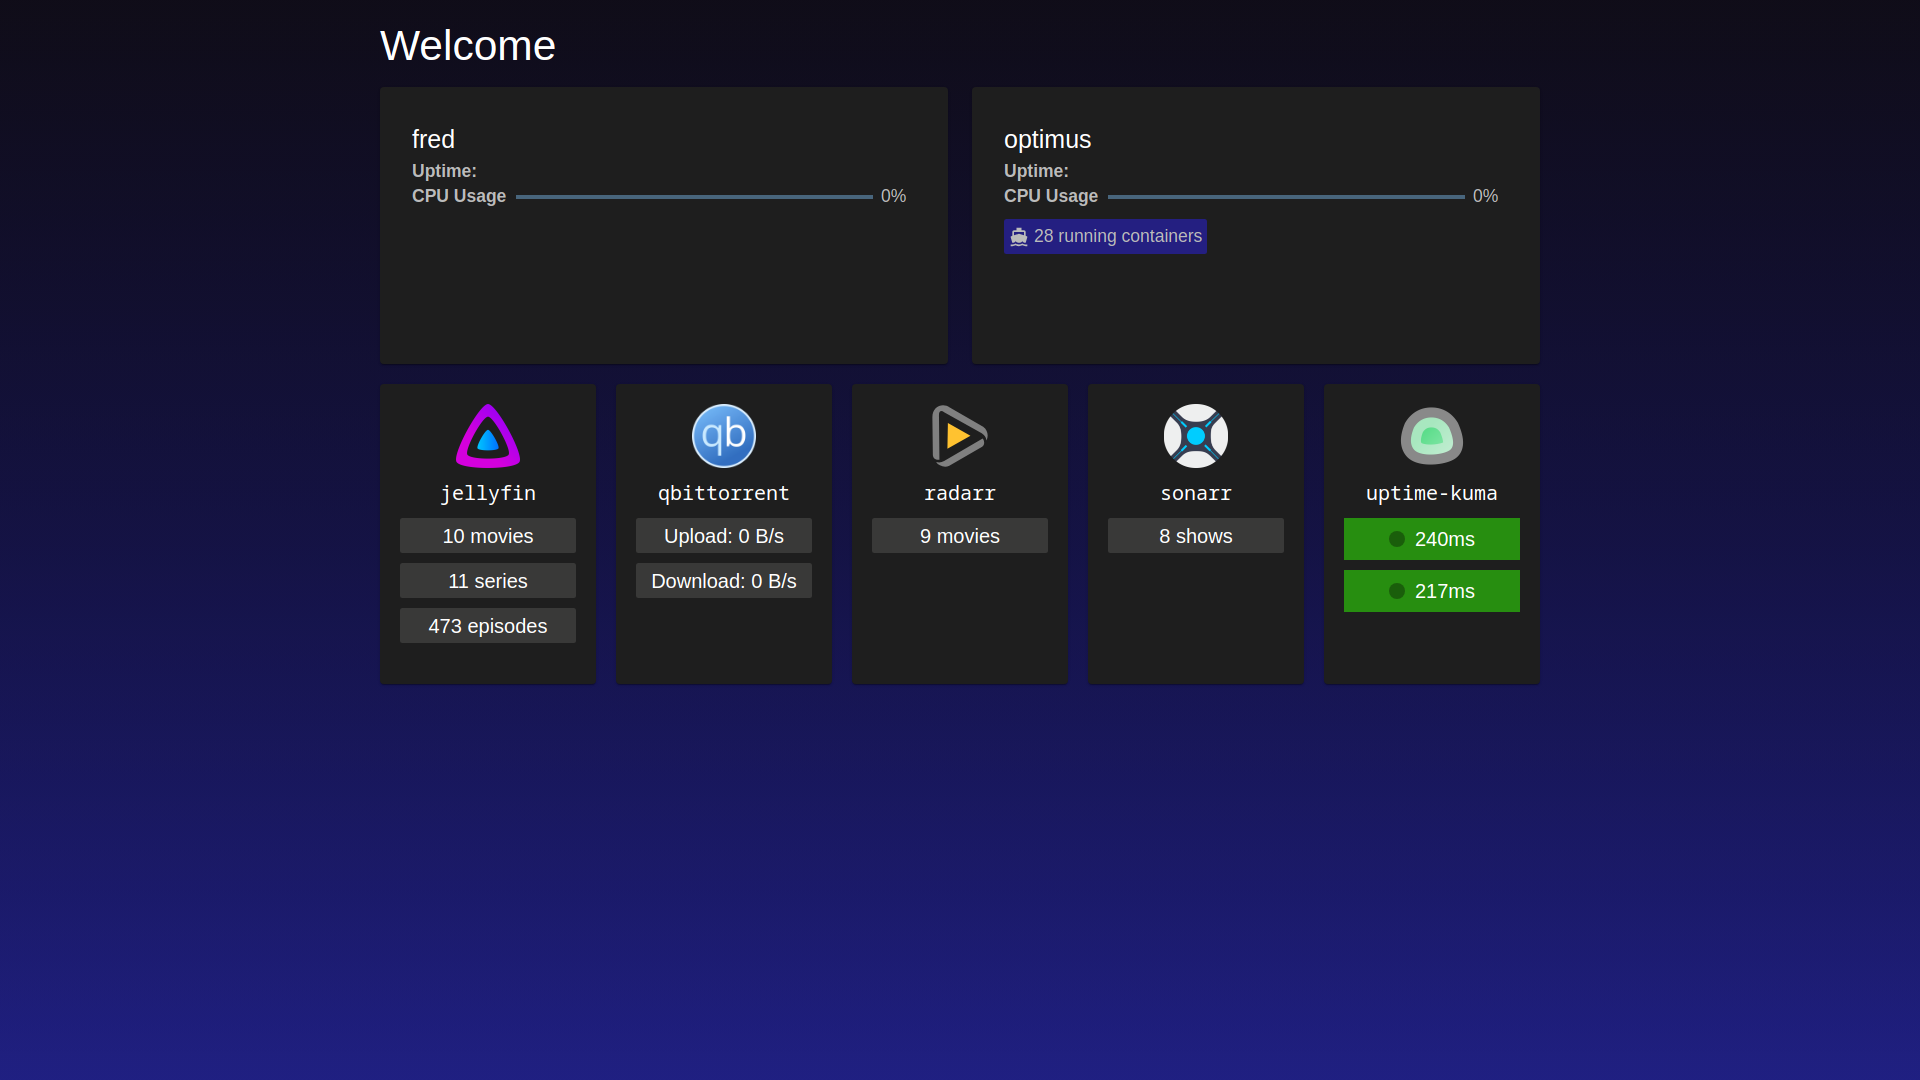 Welcome
fred
Uptime:
CPU Usage 0%
optimus
Uptime:
CPU Usage 0%
28 running containers
qb
jellyfin
10 movies
11 series
473 episodes
qbittorrent
Upload: 0 B/s
Download: 0 B/s
radarr
9 movies
sonarr
8 shows
uptime-kuma
240ms
217ms